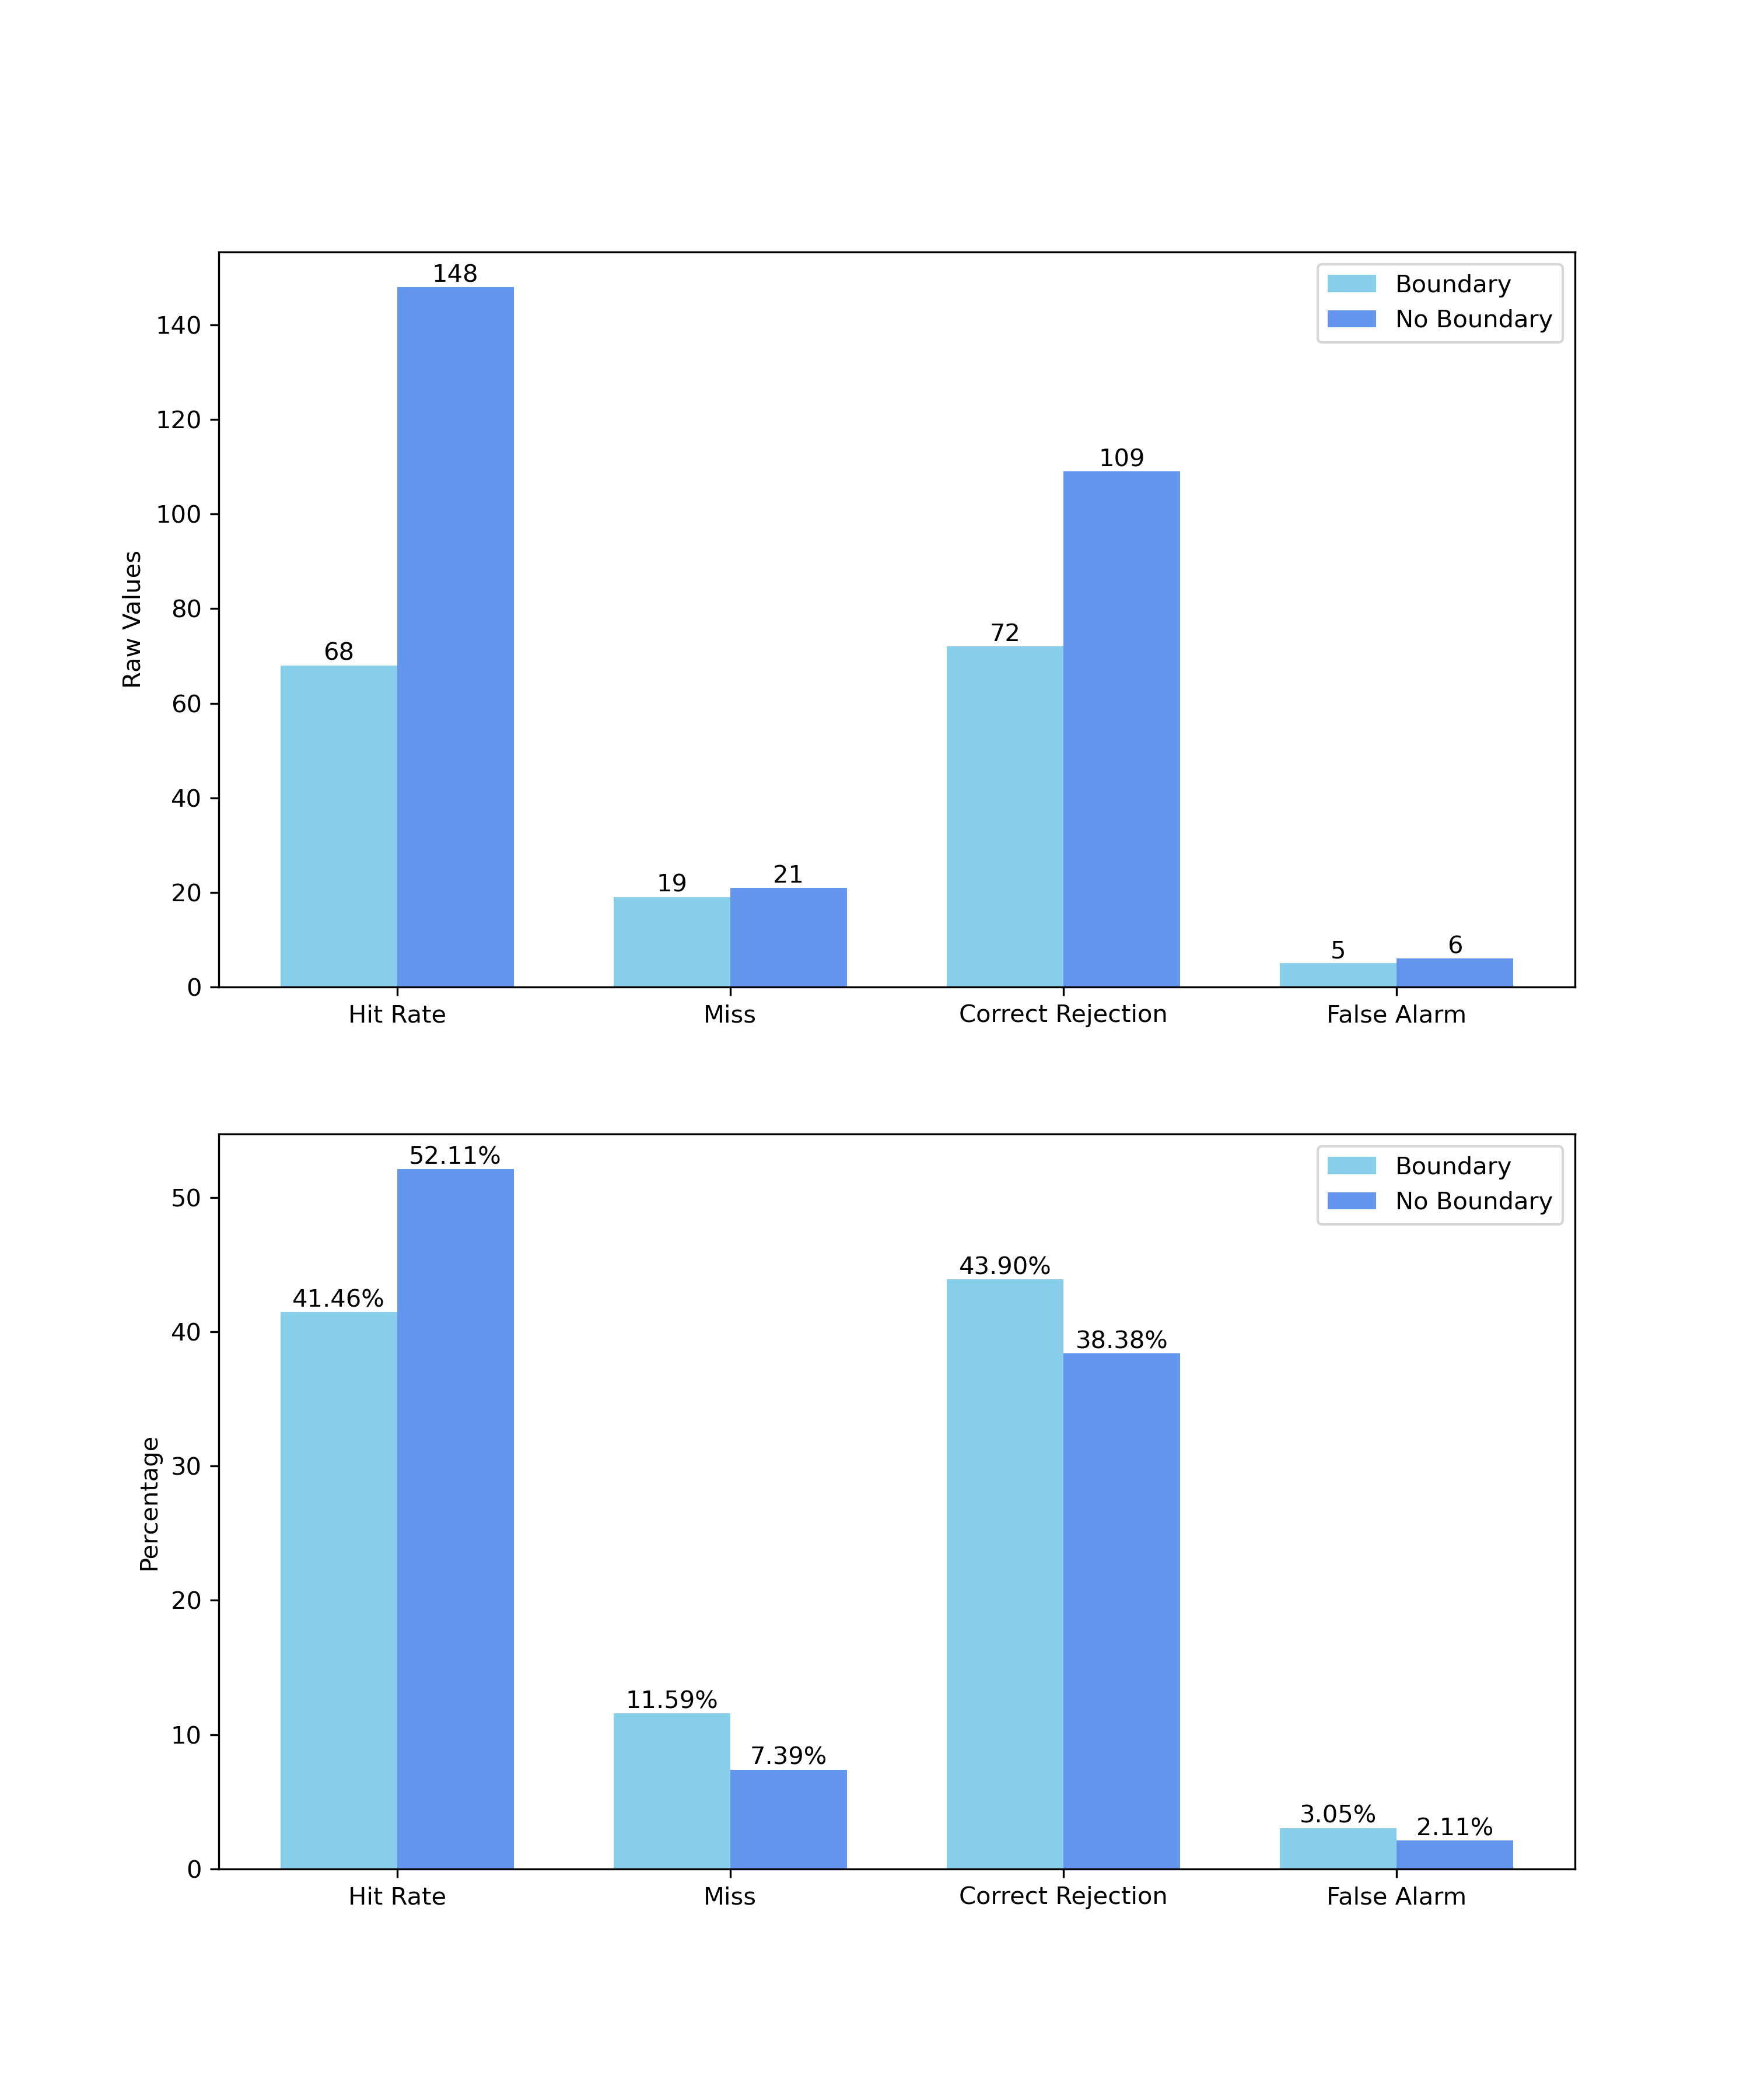 148
Boundary
No Boundary
140
120
109
100
Raw Values
80
72
68
60
40
19
21
20
5
6
0
Hit Rate
Miss
Correct Rejection
False Alarm
52.11%
Boundary
No Boundary
50
43.90%
41.46%
40
38.38%
Percentage
30
20
11.59%
10
7.39%
3.05%
2.11%
0
Hit Rate
Miss
Correct Rejection
False Alarm